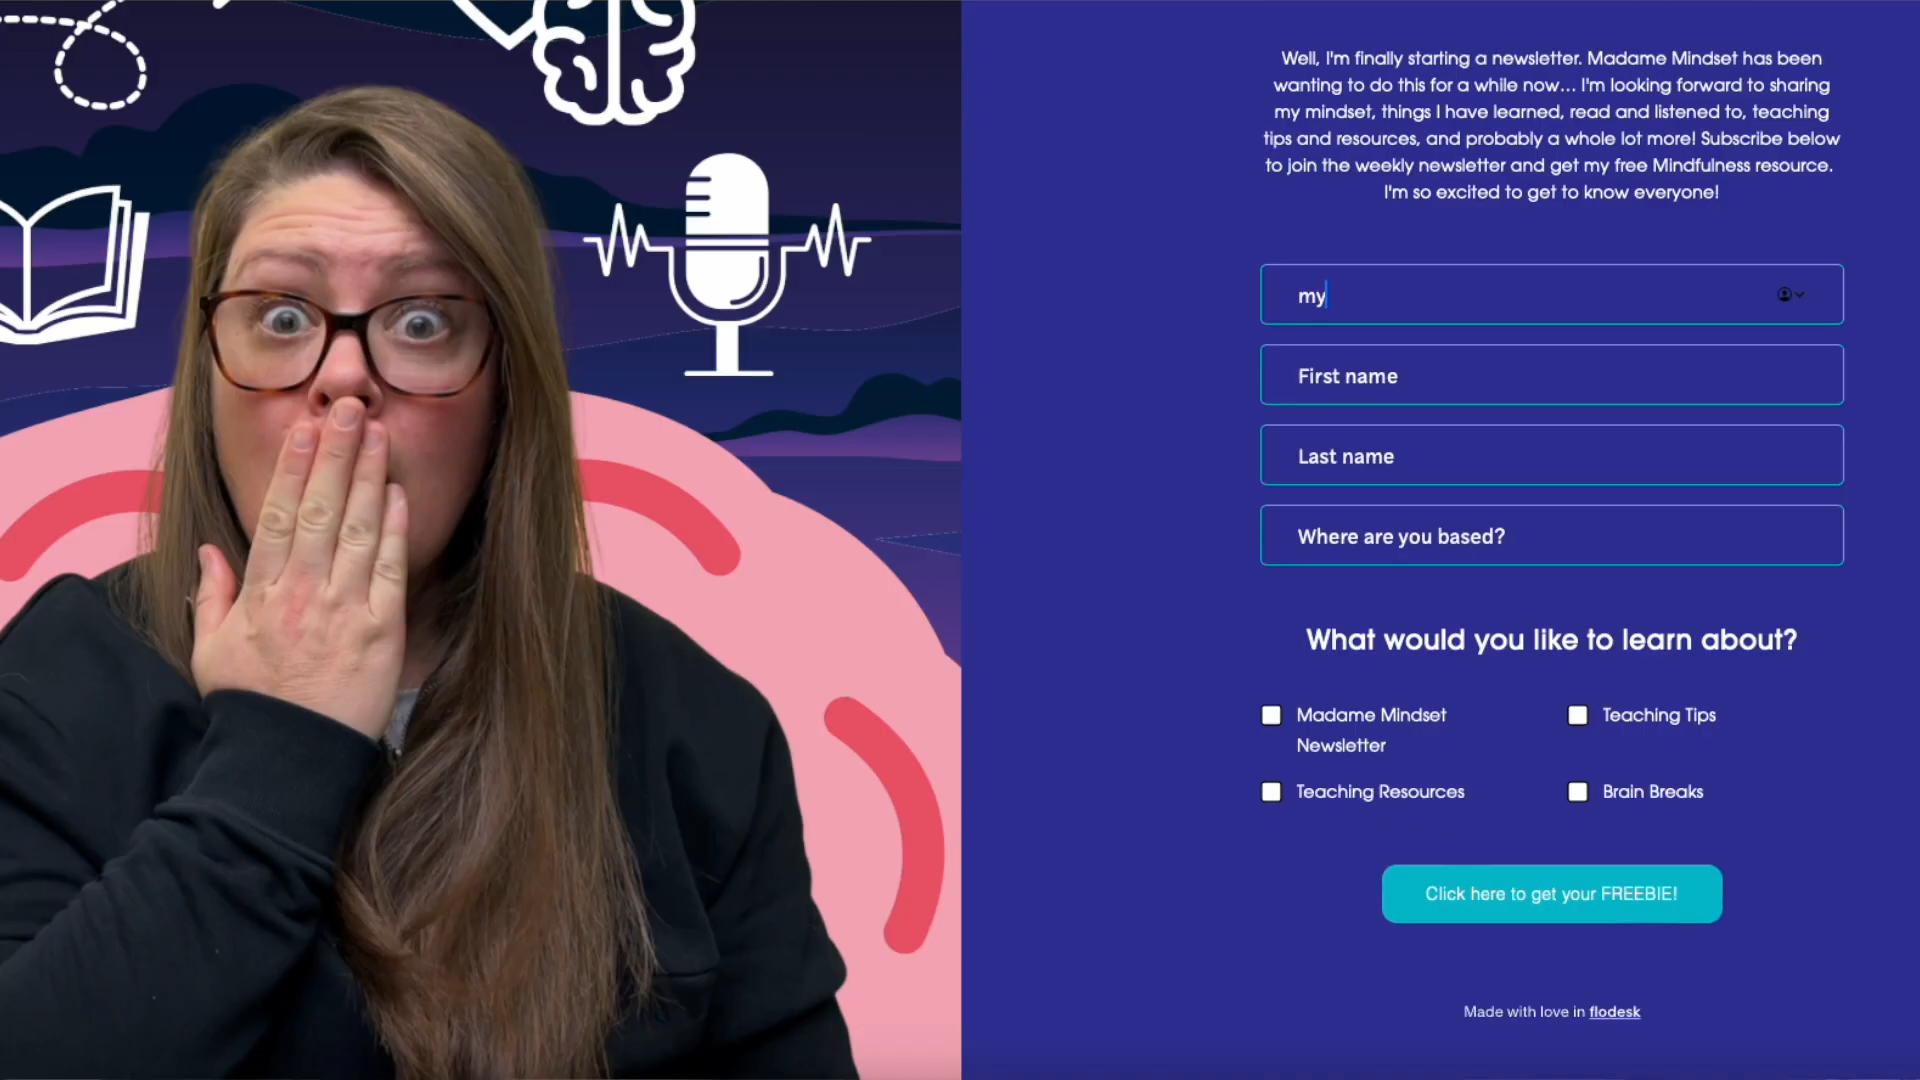 Well, I'm finally starting a newsletter. Madame Mindset has been
wanting to do this for a while now... I'm looking forward to sharing
my mindset, things I have learned, read and listened to, teaching
tips and resources, and probably a whole lot more! Subscribe below
to join the weekly newsletter and get my free Mindfulness resource.
I'm so excited to get to know everyone!
my
First name
Last name
Where are you based?
What would you like to learn about?
Madame Mindset
Newsletter
Teaching Tips
Teaching Resources
Brain Breaks
Click here to get your FREEBIE!
Made with love in flodesk